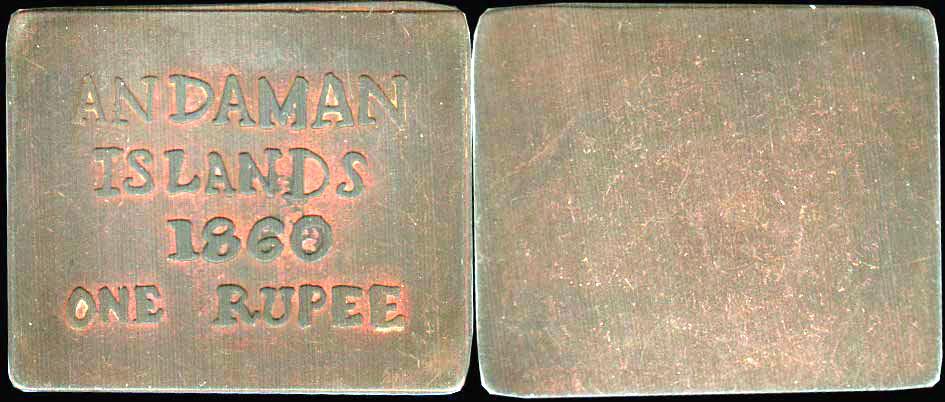 ANDAMAN
ISLANDS
1860
ONE RUPEE